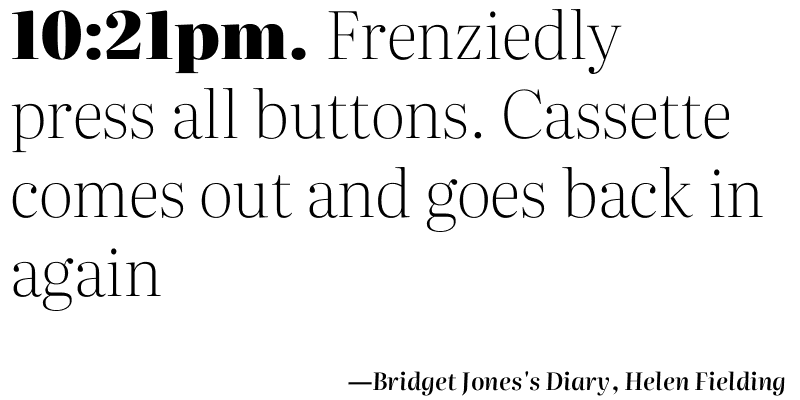 10:21pm. Frenziedly
press all buttons. Cassette
comes out and goes back in
again
—Bridget Jones's Diary, Helen Fielding